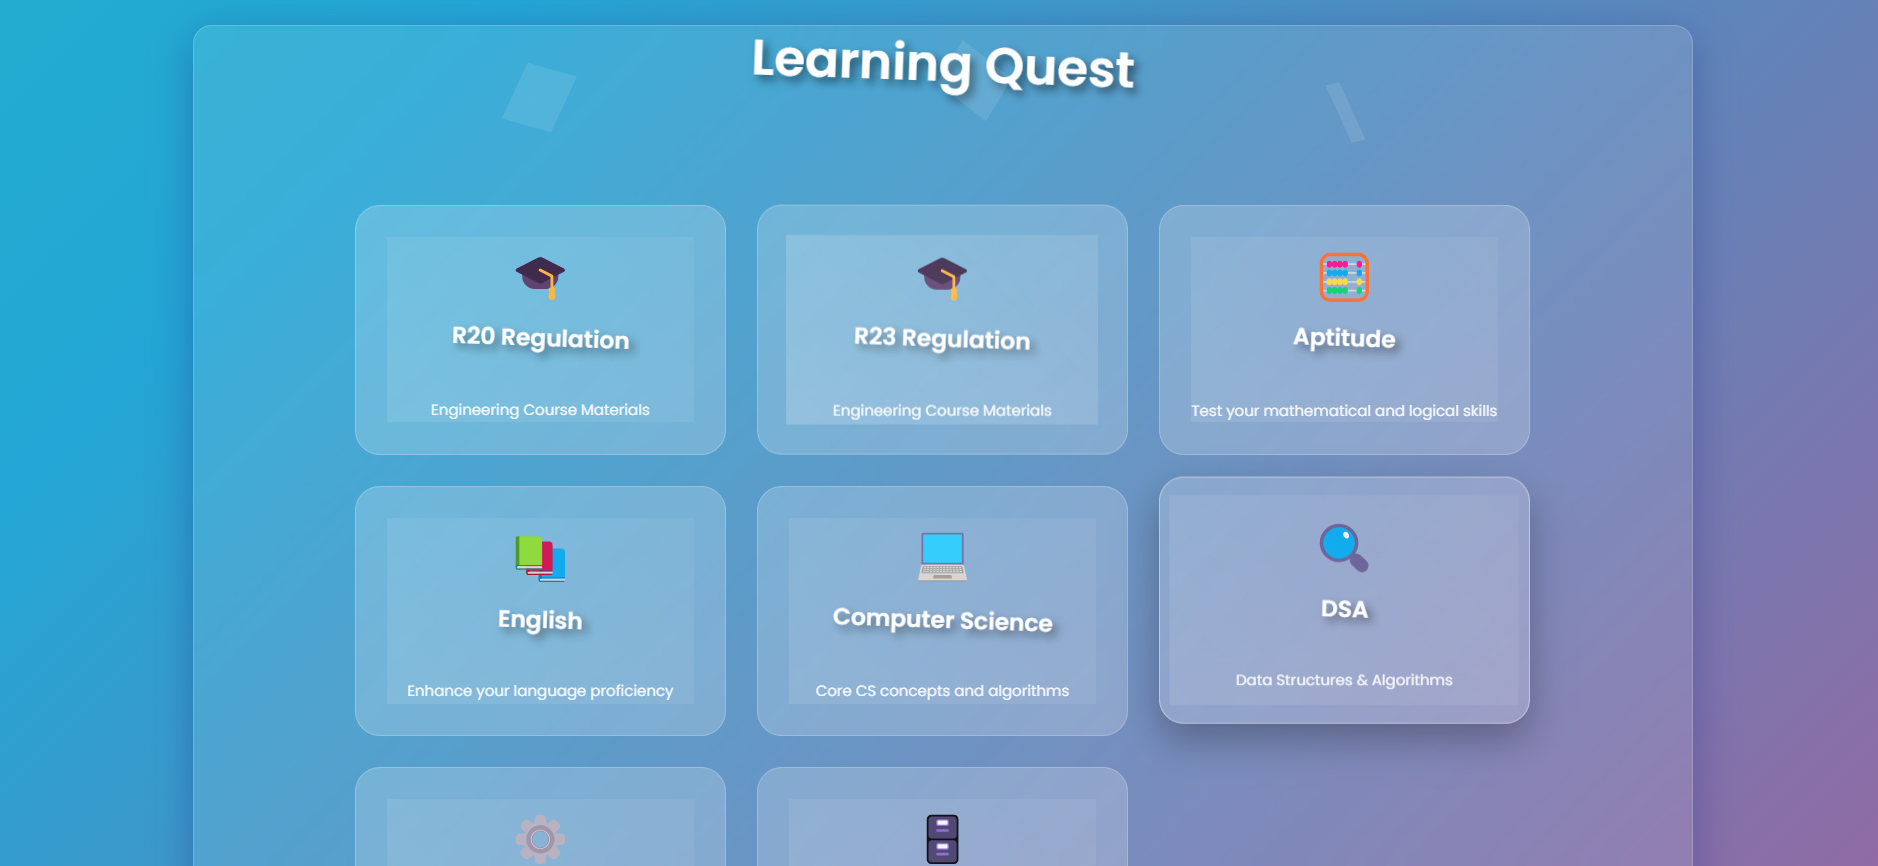 Learning Quest
R20 Regulation
Engineering Course Materials
R23 Regulation
Engineering Course Materials
Aptitude
Test your mathematical and logical skills
English
Enhance your language proficiency
Computer Science
Core CS concepts and algorithms
DSA
Data Structures & Algorithms